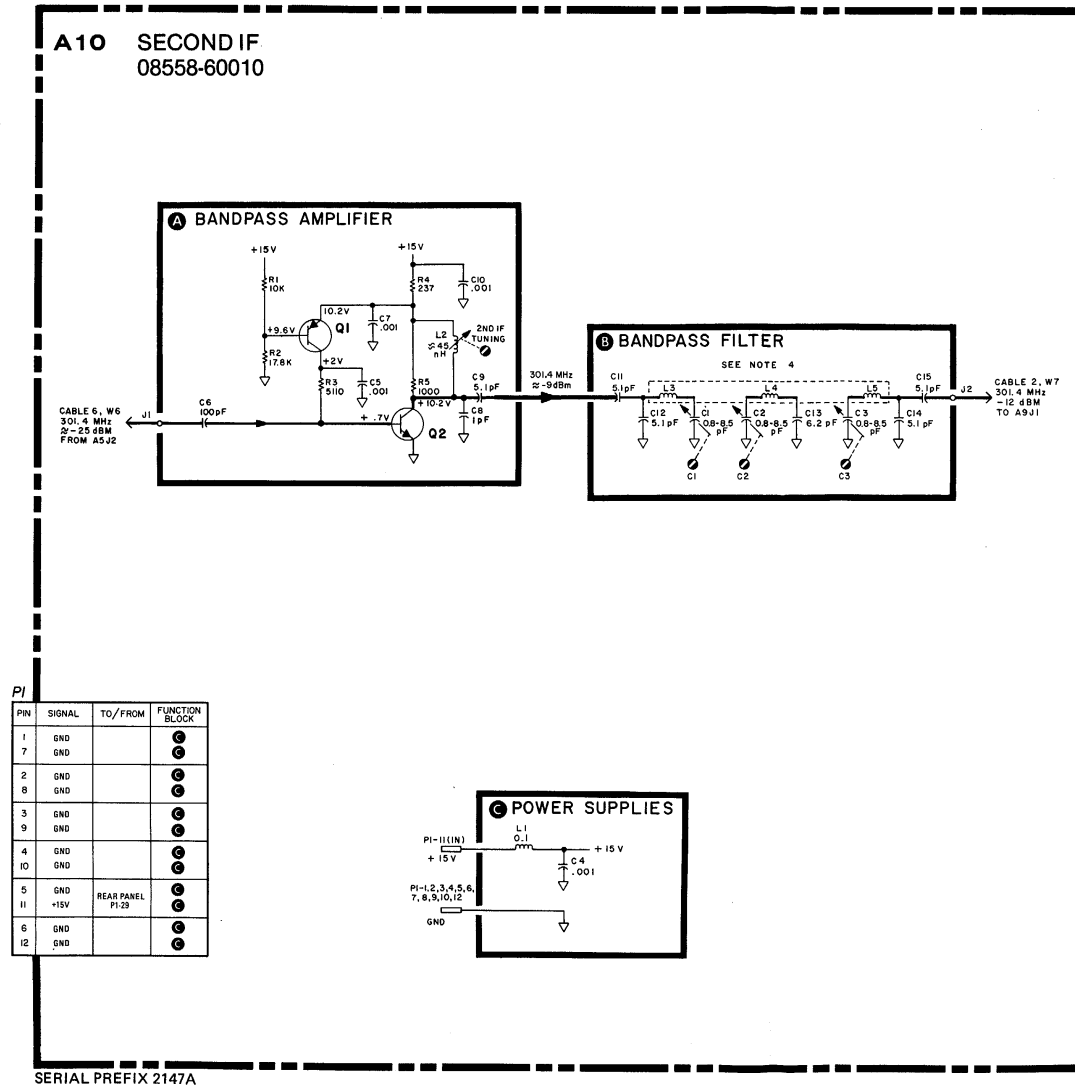 A10 SECOND IF
08558-60010
A BANDPASS AMPLIFIER
+15V
+15V
R1
10K
R4
237
C10
.001
10.2V
C7
.001
+9.6V
Q1
L2
≈45
nH
2ND IF
TUNING
R2
17.8K
+2V
R3
5110
C5
.001
R5
1000
+10.2V
C9
5.1pF
C8
1pF
+.7V
Q2
CABLE 6, W6
301.4 MHz
≈-25 dBM
FROM A5J2
J1
C6
100pF
301.4 MHz
≈-9dBm
B BANDPASS FILTER
SEE NOTE 4
C11
5.1pF
L3
L4
L5
C15
5.1pF
J2
C12
5.1pF
C1
0.8-8.5
pF
C2
0.8-8.5
pF
C13
6.2 pF
C3
0.8-8.5
pF
C14
5.1 pF
C1
C2
C3
CABLE 2, W7
301.4 MHz
-12 dBM
TO A9J1
P1
PIN SIGNAL TO/FROM FUNCTION BLOCK
1 GND C
7 GND C
2 GND C
8 GND C
3 GND C
9 GND C
4 GND C
10 GND C
5 GND C
11 +15V REAR PANEL P1-29 C
6 GND C
12 GND C
C POWER SUPPLIES
P1-11(IN)
+15V
L1
0.1
+15V
C4
.001
P1-1,2,3,4,5,6,
7,8,9,10,12
GND
SERIAL PREFIX 2147A